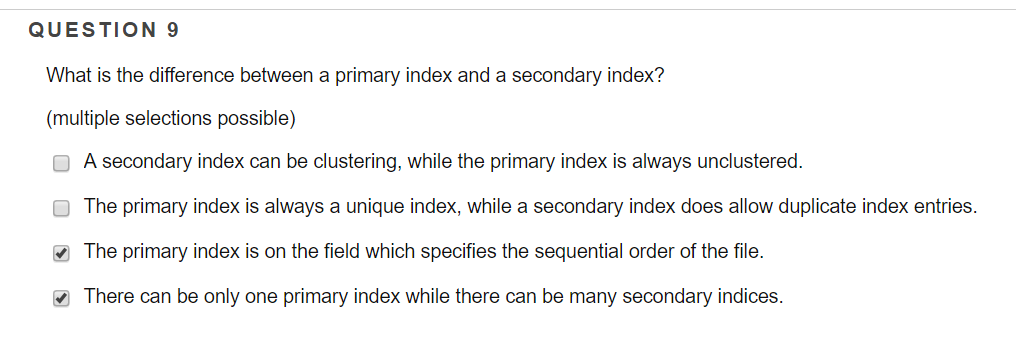 QUESTION 9
What is the difference between a primary index and a secondary index?
(multiple selections possible)
A secondary index can be clustering, while the primary index is always unclustered.
The primary index is always a unique index, while a secondary index does allow duplicate index entries.
The primary index is on the field which specifies the sequential order of the file.
There can be only one primary index while there can be many secondary indices.